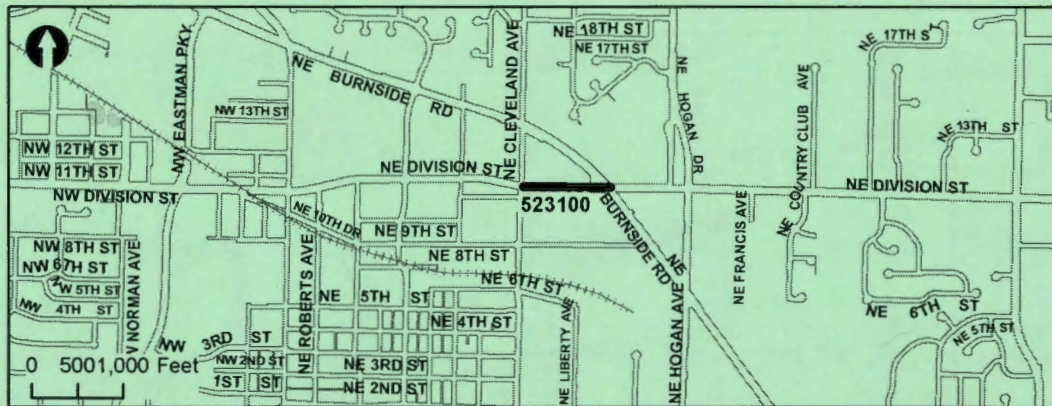 NE 18TH ST
NE 17TH ST
NE 17TH ST
NE CLEVELAND AVE
NW EASTMAN PKY
NE BURNSIDE RD
NE HOGAN DR
NE COUNTRY CLUB AVE
NW 13TH ST
NE 13TH ST
NW 12TH ST
NW 11TH ST
NE DIVISION ST
NW DIVISION ST
NE DIVISION ST
523100
BURNSIDE RD
NE FRANCIS AVE
NE 10TH DR
NE 9TH ST
NW 8TH ST
NE 8TH ST
NW 6TH ST
NE 6TH ST
NW 5TH ST
NE 5TH ST
NE 6TH ST
NW 4TH ST
NE 4TH ST
NE 5TH ST
W NORMAN AVE
NE ROBERTS AVE
NE LIBERTY AVE
NE HOGAN AVE
NW 3RD ST
NE 3RD ST
NW 2ND ST
NE 2ND ST
1ST ST
0 5001,000 Feet